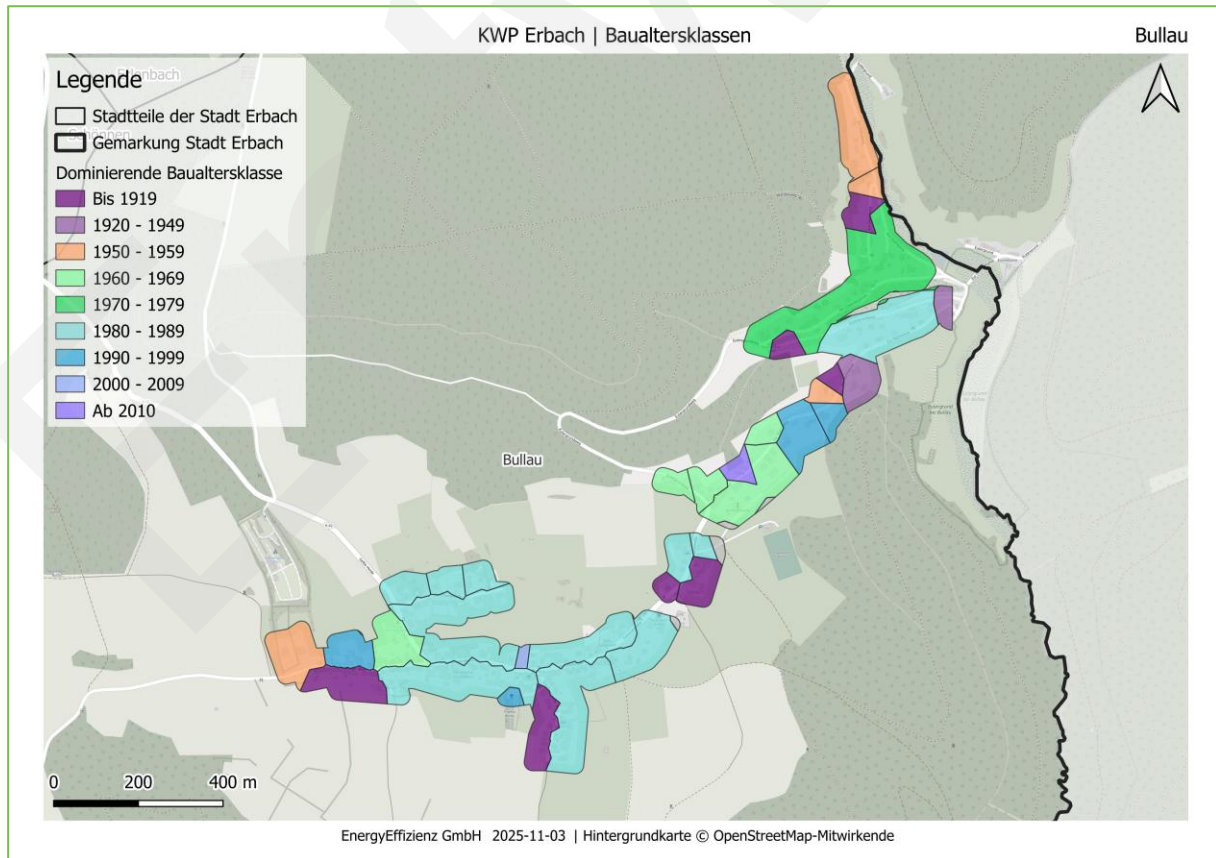 KWP Erbach | Baualtersklassen
Bullau
Legende
Stadtteile der Stadt Erbach
Gemarkung Stadt Erbach
Dominierende Baualtersklasse
Bis 1919
1920 - 1949
1950 - 1959
1960 - 1969
1970 - 1979
1980 - 1989
1990 - 1999
2000 - 2009
Ab 2010
Bullau
0 200 400 m
EnergyEffizienz GmbH 2025-11-03 | Hintergrundkarte © OpenStreetMap-Mitwirkende